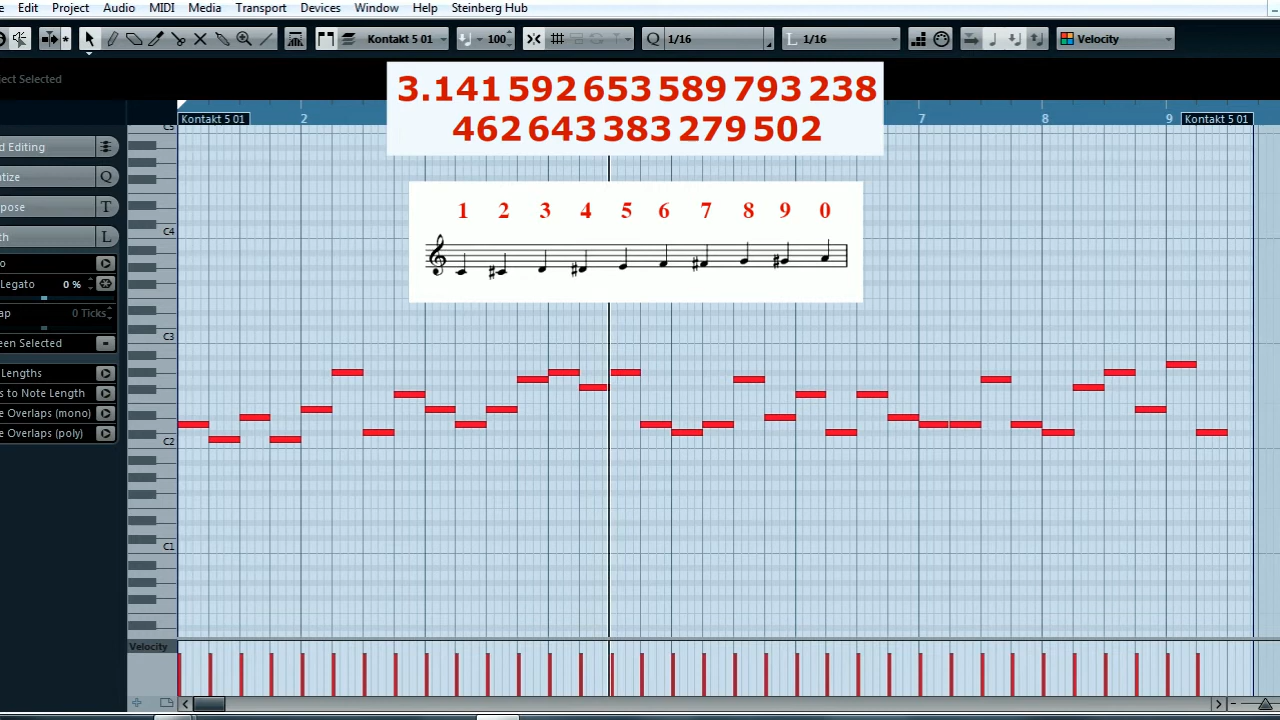 Edit Project Audio MIDI Media Transport Devices Window Help Steinberg Hub
Kontakt 5 01 100 Q 1/16 L 1/16 Velocity
ect Selected
3.141 592 653 589 793 238
462 643 383 279 502
Kontakt 5 01 2 7 8 9 Kontakt 5 01
C5
d Editing
tize Q
pose T
th L
1 2 3 4 5 6 7 8 9 0
C4
o
Legato 0 %
ap 0 Ticks
C3
een Selected
Lengths
s to Note Length
e Overlaps (mono)
e Overlaps (poly)
C2
C1
Velocity